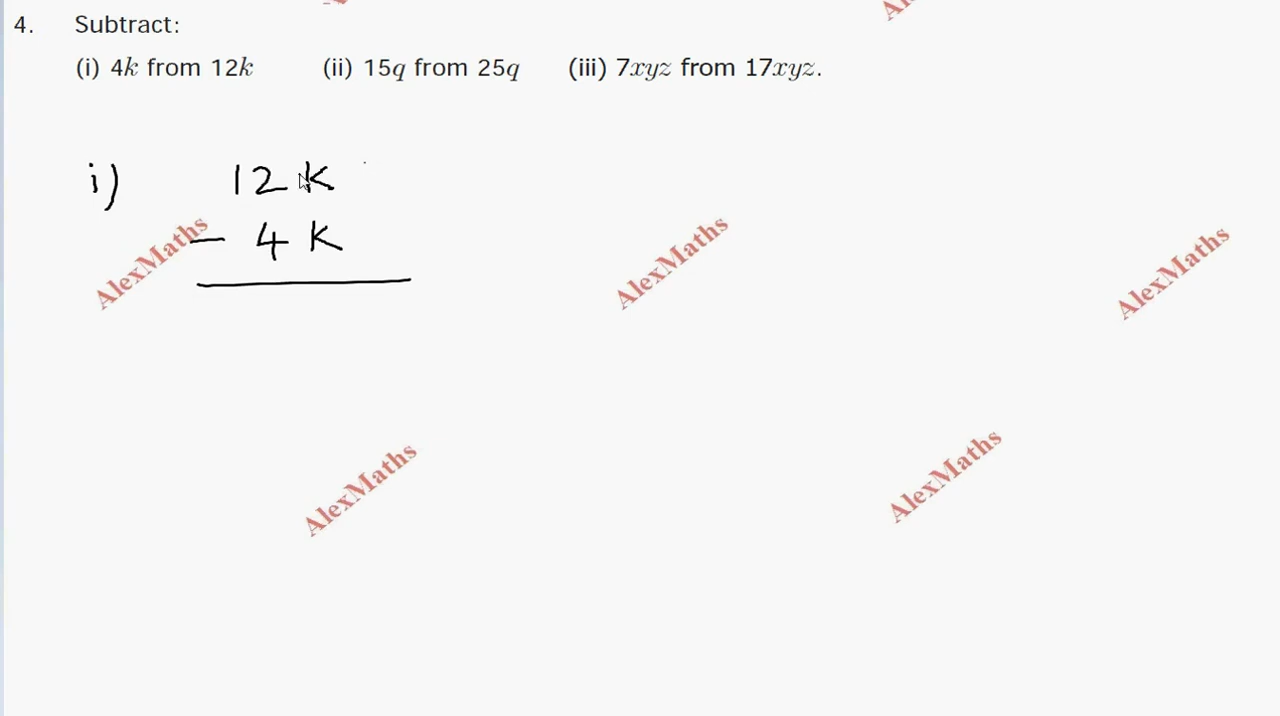 4. Subtract:
(i) 4k from 12k (ii) 15q from 25q (iii) 7xyz from 17xyz.
i) 12k
- 4k
AlexMaths
AlexMaths
AlexMaths
AlexMaths
AlexMaths